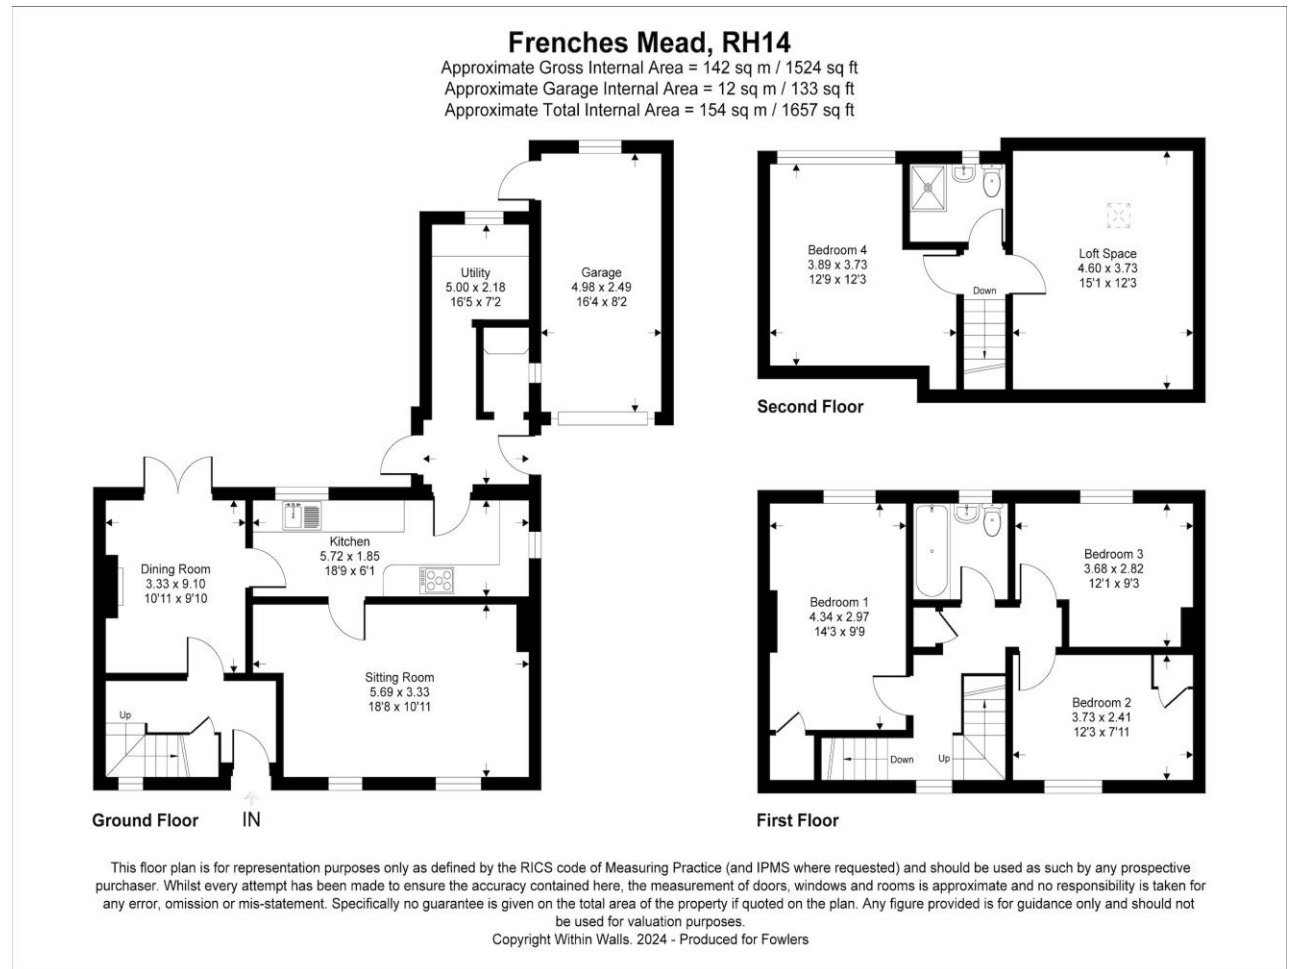 Frenches Mead, RH14
Approximate Gross Internal Area = 142 sq m / 1524 sq ft
Approximate Garage Internal Area = 12 sq m / 133 sq ft
Approximate Total Internal Area = 154 sq m / 1657 sq ft
Utility
5.00 x 2.18
16'5 x 7'2
Garage
4.98 x 2.49
16'4 x 8'2
Kitchen
5.72 x 1.85
18'9 x 6'1
Dining Room
3.33 x 9.10
10'11 x 9'10
Sitting Room
5.69 x 3.33
18'8 x 10'11
Up
Ground Floor
IN
Bedroom 4
3.89 x 3.73
12'9 x 12'3
Down
Loft Space
4.60 x 3.73
15'1 x 12'3
Second Floor
Bedroom 1
4.34 x 2.97
14'3 x 9'9
Bedroom 3
3.68 x 2.82
12'1 x 9'3
Bedroom 2
3.73 x 2.41
12'3 x 7'11
Down
Up
First Floor
This floor plan is for representation purposes only as defined by the RICS code of Measuring Practice (and IPMS where requested) and should be used as such by any prospective
purchaser. Whilst every attempt has been made to ensure the accuracy contained here, the measurement of doors, windows and rooms is approximate and no responsibility is taken for
any error, omission or mis-statement. Specifically no guarantee is given on the total area of the property if quoted on the plan. Any figure provided is for guidance only and should not
be used for valuation purposes.
Copyright Within Walls. 2024 - Produced for Fowlers